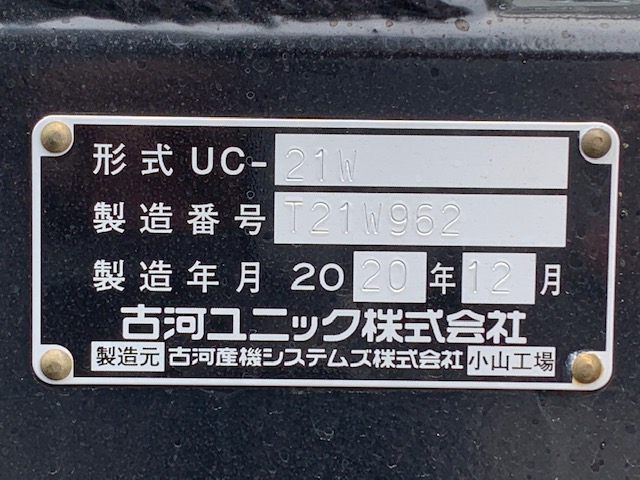 形式 UC-21W
製造番号 T21W962
製造年月 2020年12月
古河ユニック株式会社
製造元 古河産機システムズ株式会社 小山工場